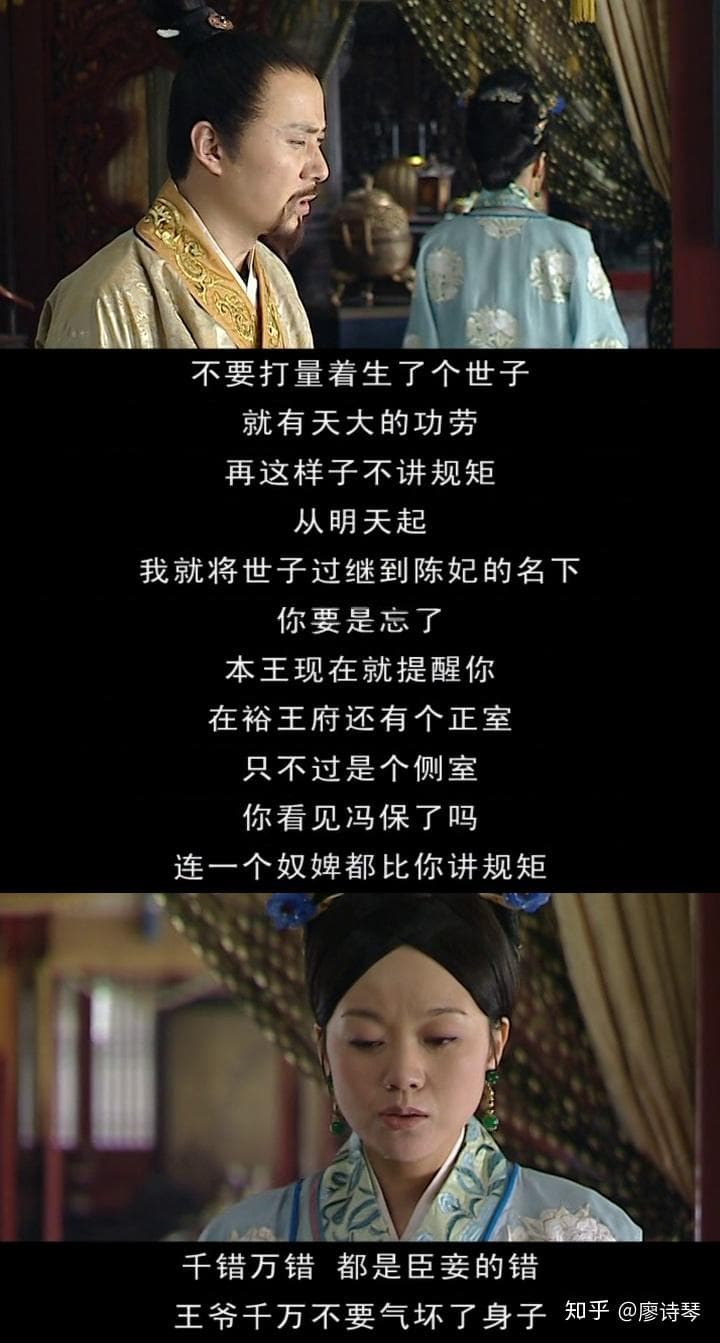 不要打量着生了个世子
就有天大的功劳
再这样子不讲规矩
从明天起
我就将世子过继到陈妃的名下
你要是忘了
本王现在就提醒你
在裕王府还有个正室
只不过是个侧室
你看见冯保了吗
连一个奴婢都比你讲规矩
千错万错 都是臣妾的错
王爷千万不要气坏了身子
知乎 @廖诗琴